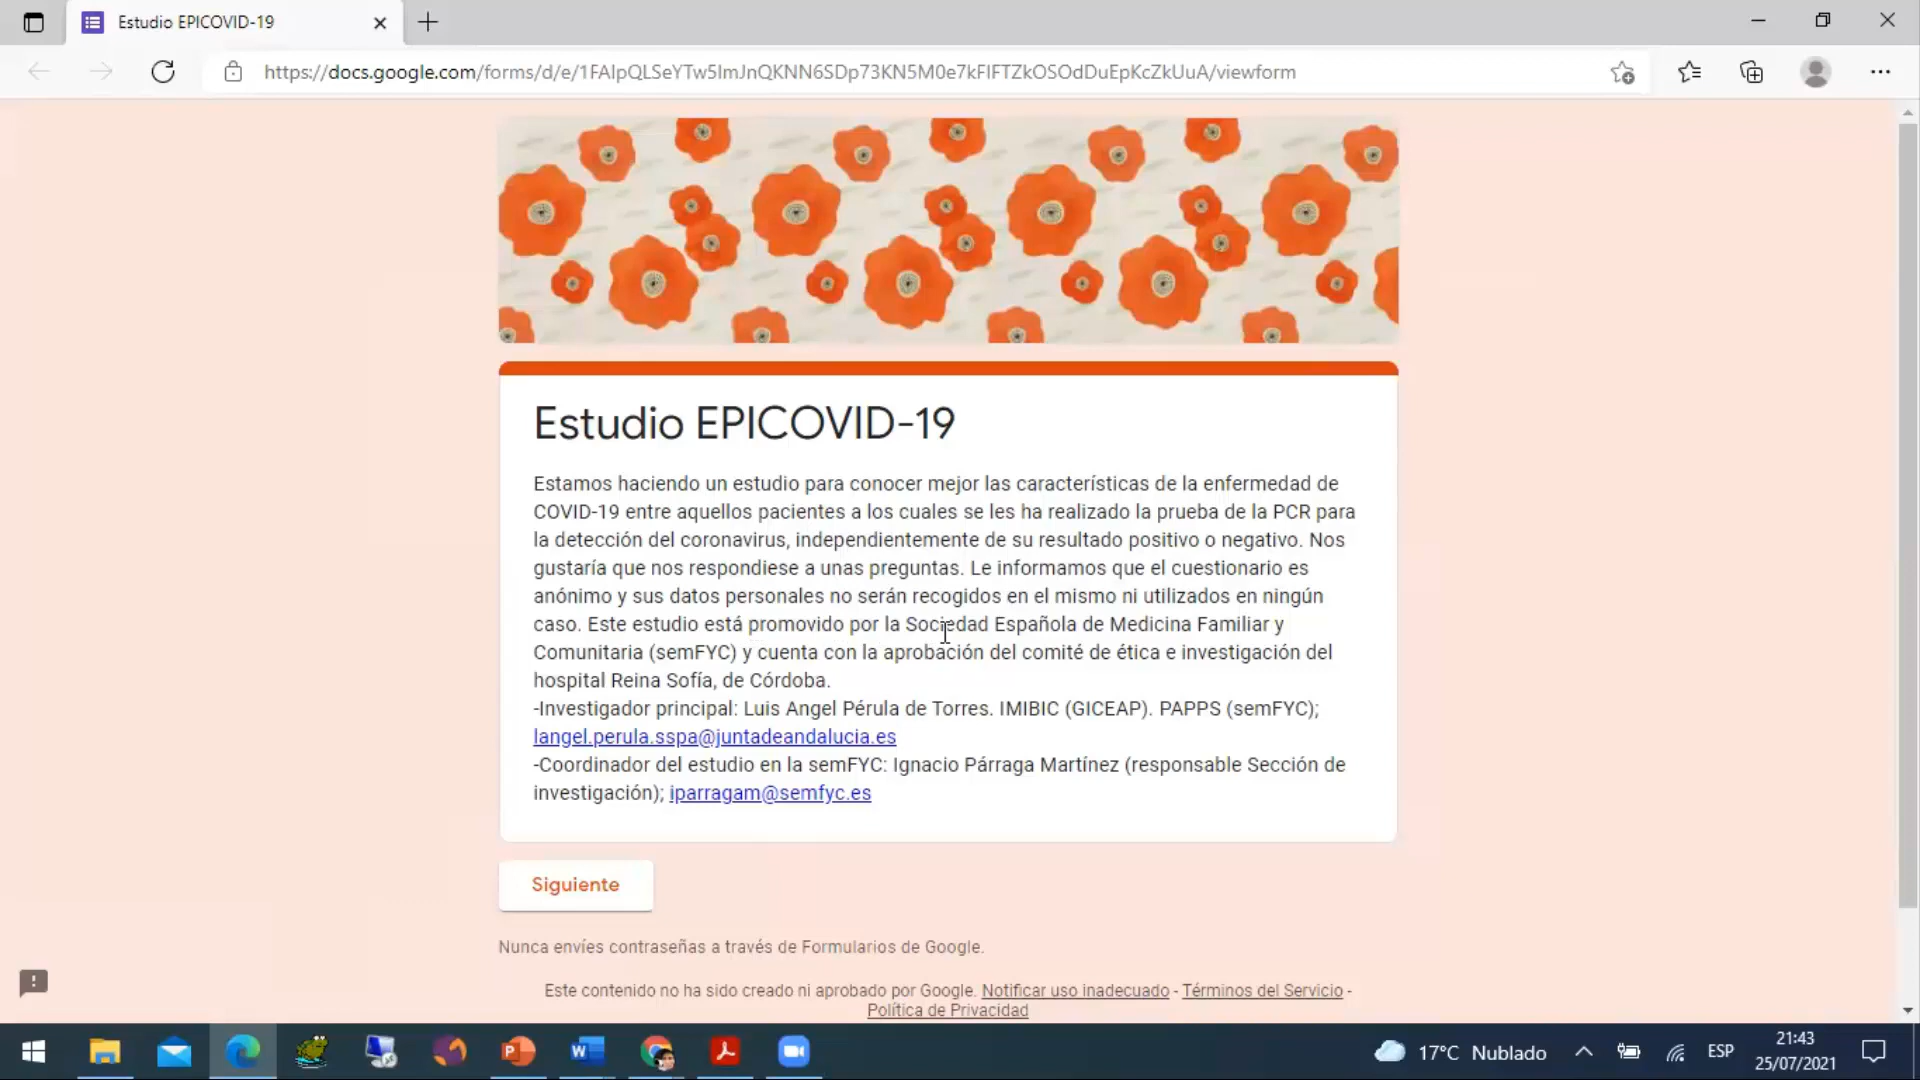 Estudio EPICOVID-19
https://docs.google.com/forms/d/e/1FAIpQLSeYTw5ImJnQKNN6SDp73KN5M0e7kFIFTZkOSOdDuEpKcZkUuA/viewform
Estudio EPICOVID-19
Estamos haciendo un estudio para conocer mejor las características de la enfermedad de
COVID-19 entre aquellos pacientes a los cuales se les ha realizado la prueba de la PCR para
la detección del coronavirus, independientemente de su resultado positivo o negativo. Nos
gustaría que nos respondiese a unas preguntas. Le informamos que el cuestionario es
anónimo y sus datos personales no serán recogidos en el mismo ni utilizados en ningún
caso. Este estudio está promovido por la Sociedad Española de Medicina Familiar y
Comunitaria (semFYC) y cuenta con la aprobación del comité de ética e investigación del
hospital Reina Sofía, de Córdoba.
-Investigador principal: Luis Angel Pérula de Torres. IMIBIC (GICEAP). PAPPS (semFYC);
langel.perula.sspa@juntadeandalucia.es
-Coordinador del estudio en la semFYC: Ignacio Párraga Martínez (responsable Sección de
investigación); iparragam@semfyc.es
Siguiente
Nunca envíes contraseñas a través de Formularios de Google.
Este contenido no ha sido creado ni aprobado por Google. Notificar uso inadecuado - Términos del Servicio -
Política de Privacidad
17°C Nublado
ESP
21:43
25/07/2021